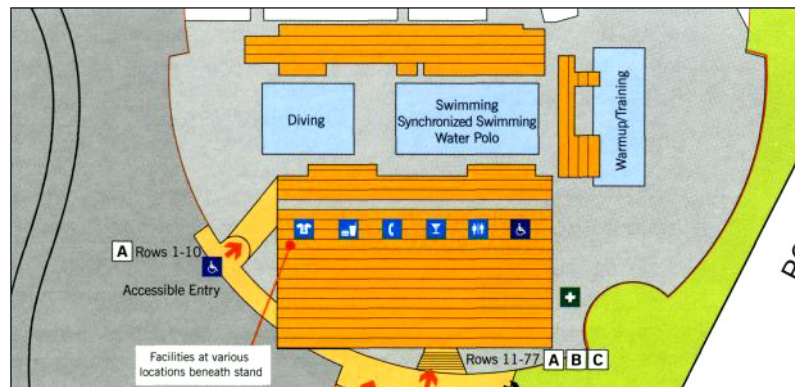 Diving
Swimming
Synchronized Swimming
Water Polo
Warmup/Training
A Rows 1-10
Accessible Entry
Facilities at various
locations beneath stand
Rows 11-77 A B C